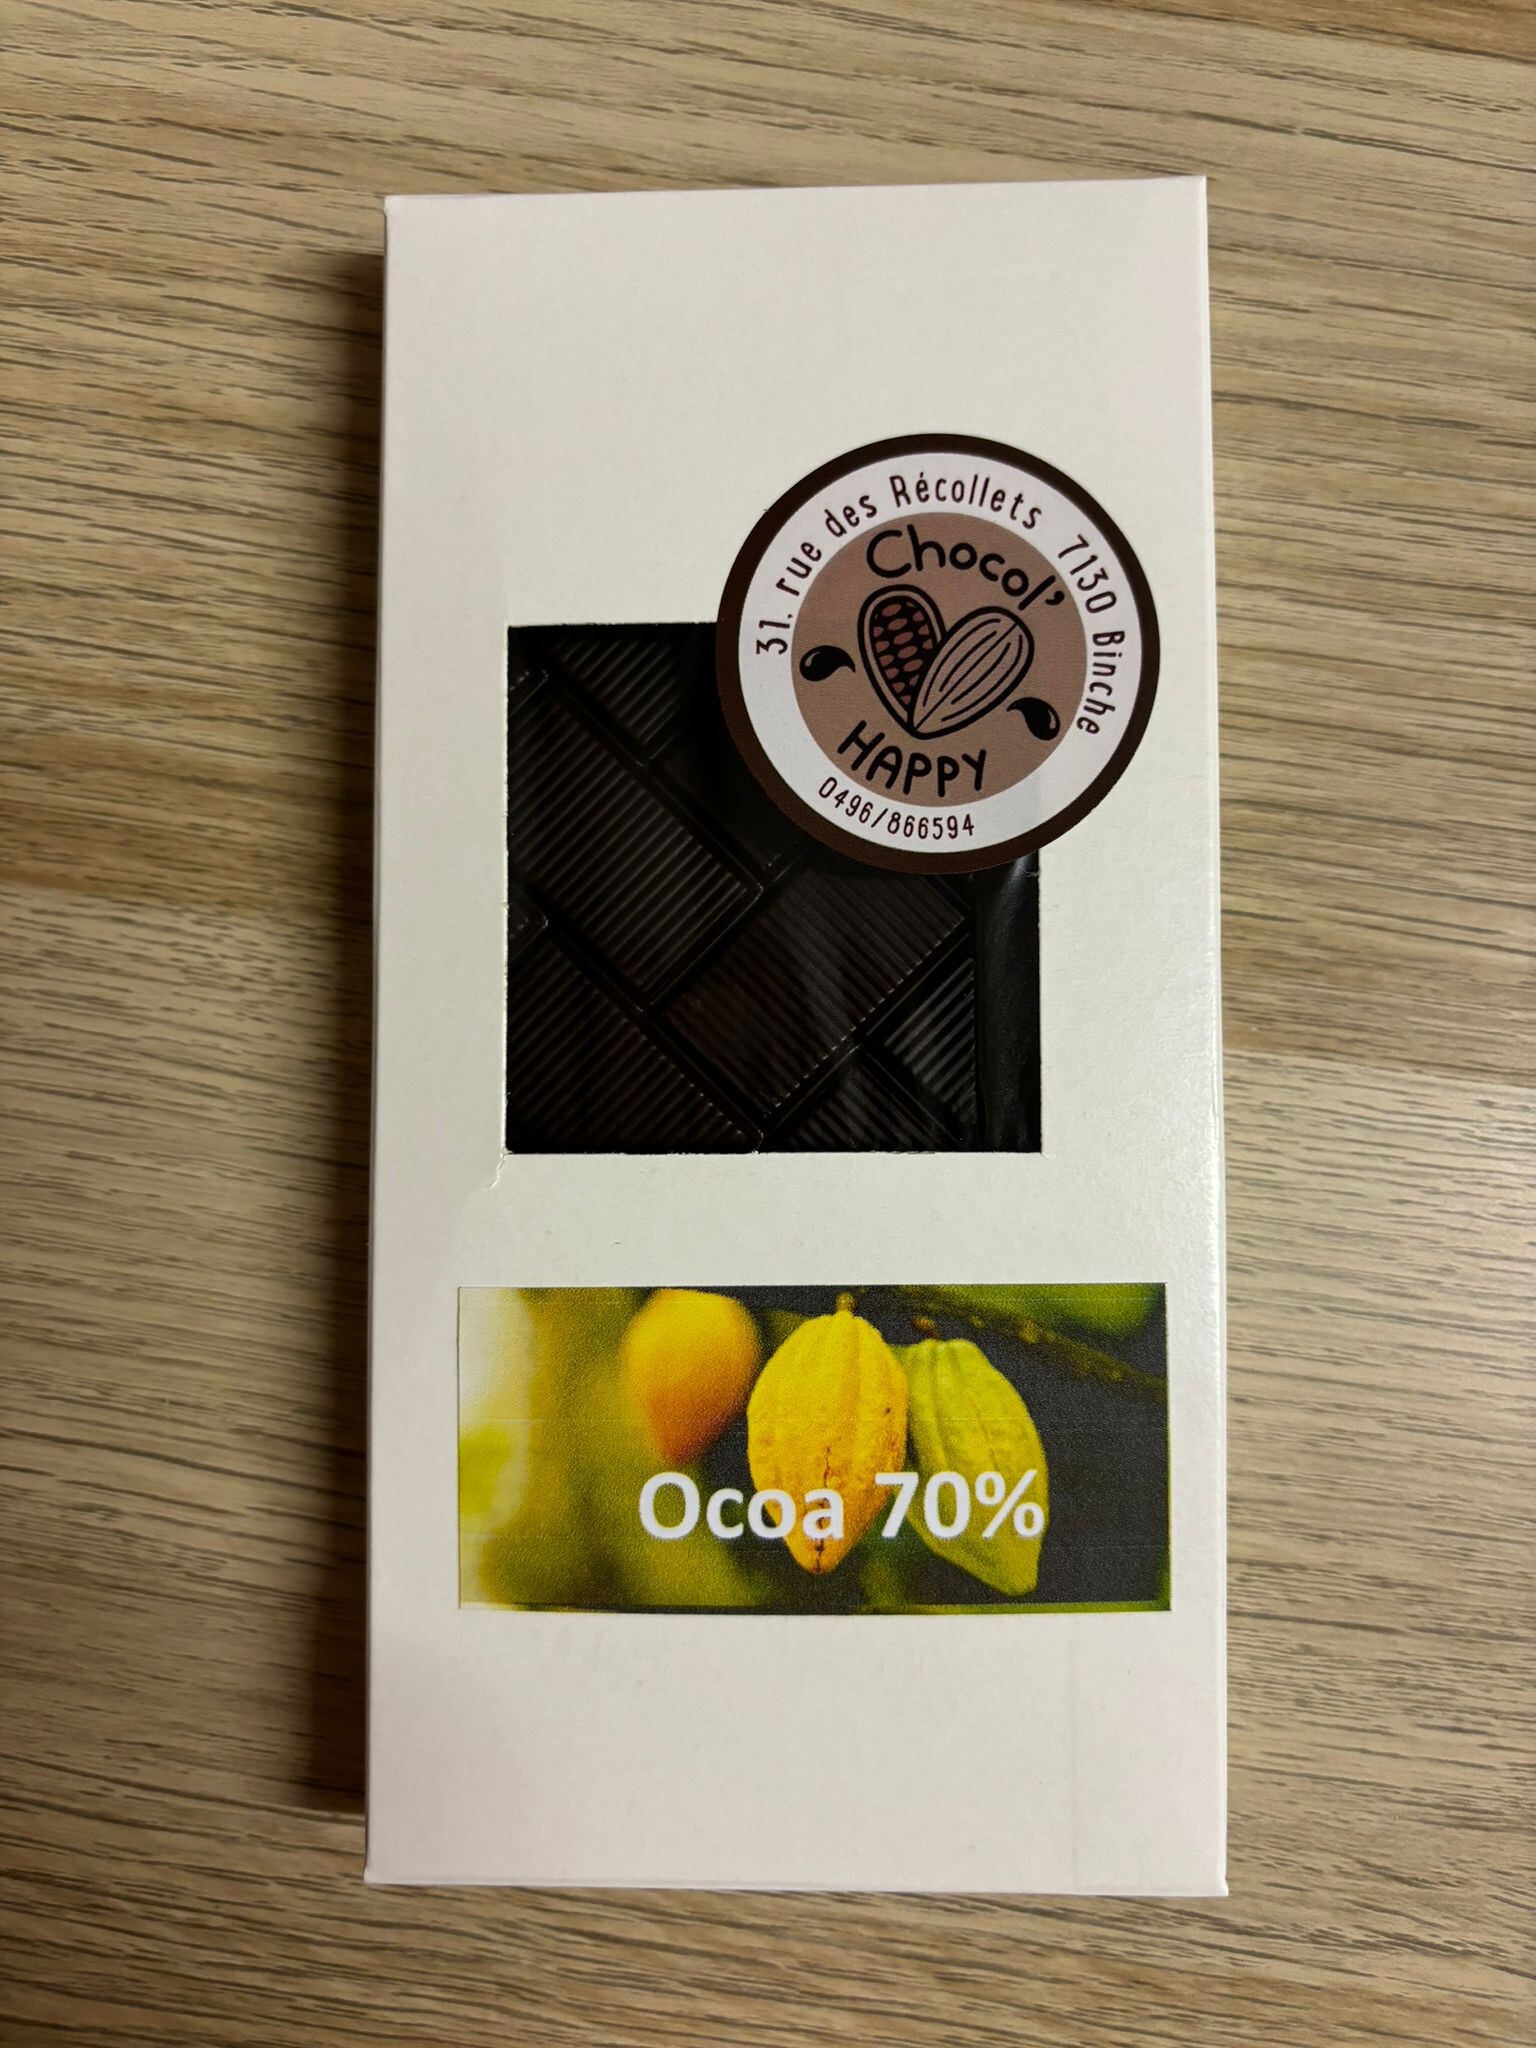 31. rue des Récollets 7130 Binche
Chocol'
HAPPY
0496/866594
Ocoa 70%